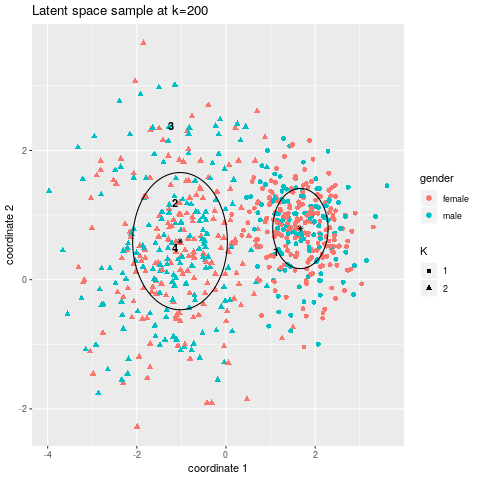 Latent space sample at k=200
coordinate 2
2
0
-2
3
2
4
1
-4
-2
0
2
coordinate 1
gender
female
male
K
1
2